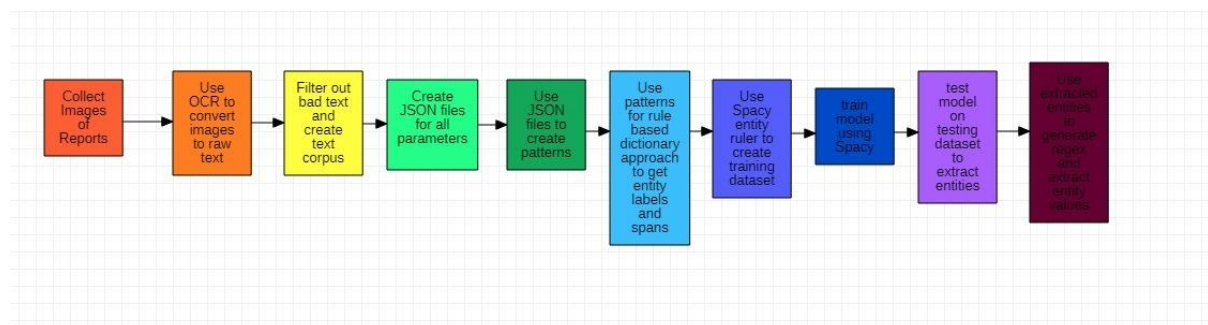 Collect
Images
of
Reports
Use
OCR to
convert
images
to raw
text
Filter out
bad text
and
create
text
corpus
Create
JSON files
for all
parameters
Use
JSON
files to
create
patterns
Use
patterns
for rule
based
dictionary
approach
to get
entity
labels
and
spans
Use
Spacy
entity
ruler to
create
training
dataset
train
model
using
Spacy
test
model
on
testing
dataset
to
extract
entities
Use
extracted
entities
to
generate
regex
and
extract
entity
values